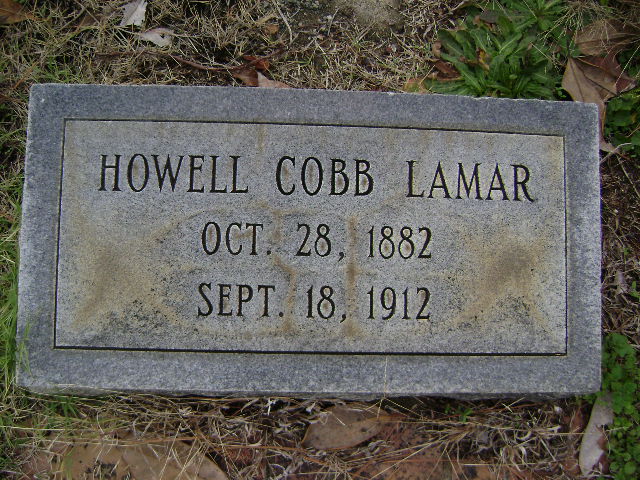 HOWELL COBB LAMAR
OCT. 28, 1882
SEPT. 18, 1912